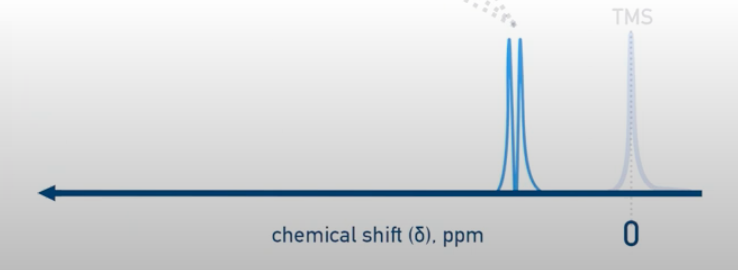 TMS
chemical shift (δ), ppm
0